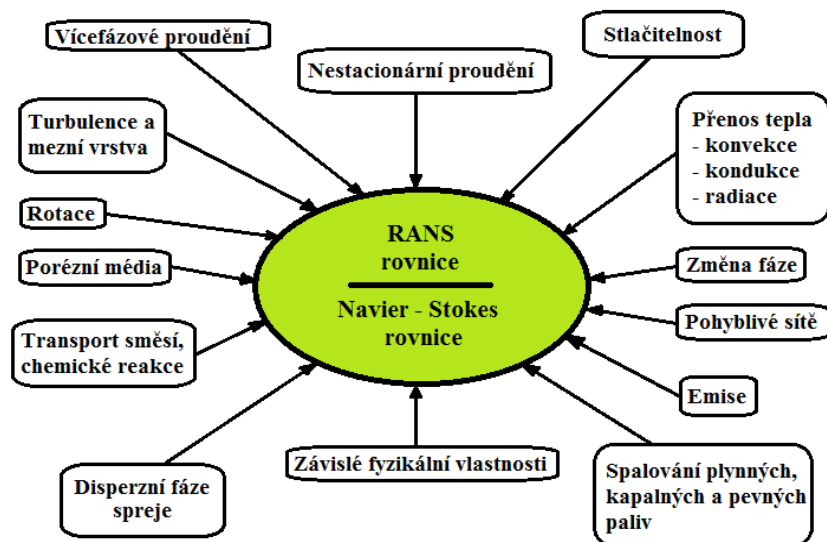 Vícefázové proudění
Stlačitelnost
Nestacionární proudění
Turbulence a
mezní vrstva
Přenos tepla
- konvekce
- kondukce
- radiace
Rotace
RANS
rovnice
Navier - Stokes
rovnice
Porézní média
Změna fáze
Pohyblivé sítě
Transport směsí,
chemické reakce
Emise
Disperzní fáze
spreje
Závislé fyzikální vlastnosti
Spalování plynných,
kapalných a pevných
paliv